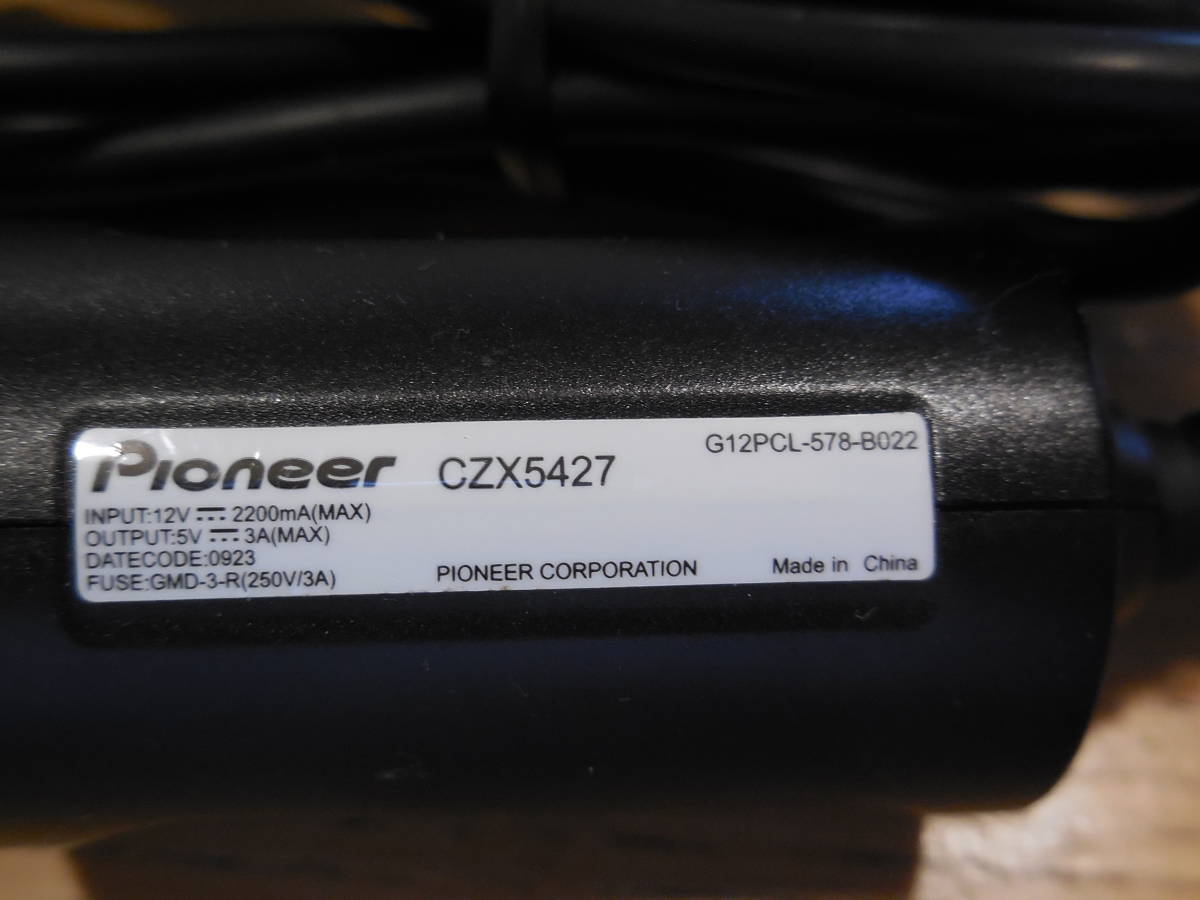 Pioneer CZX5427 G12PCL-578-B022
INPUT:12V ⎓ 2200mA(MAX)
OUTPUT:5V ⎓ 3A(MAX)
DATECODE:0923
FUSE:GMD-3-R(250V/3A) PIONEER CORPORATION Made in China